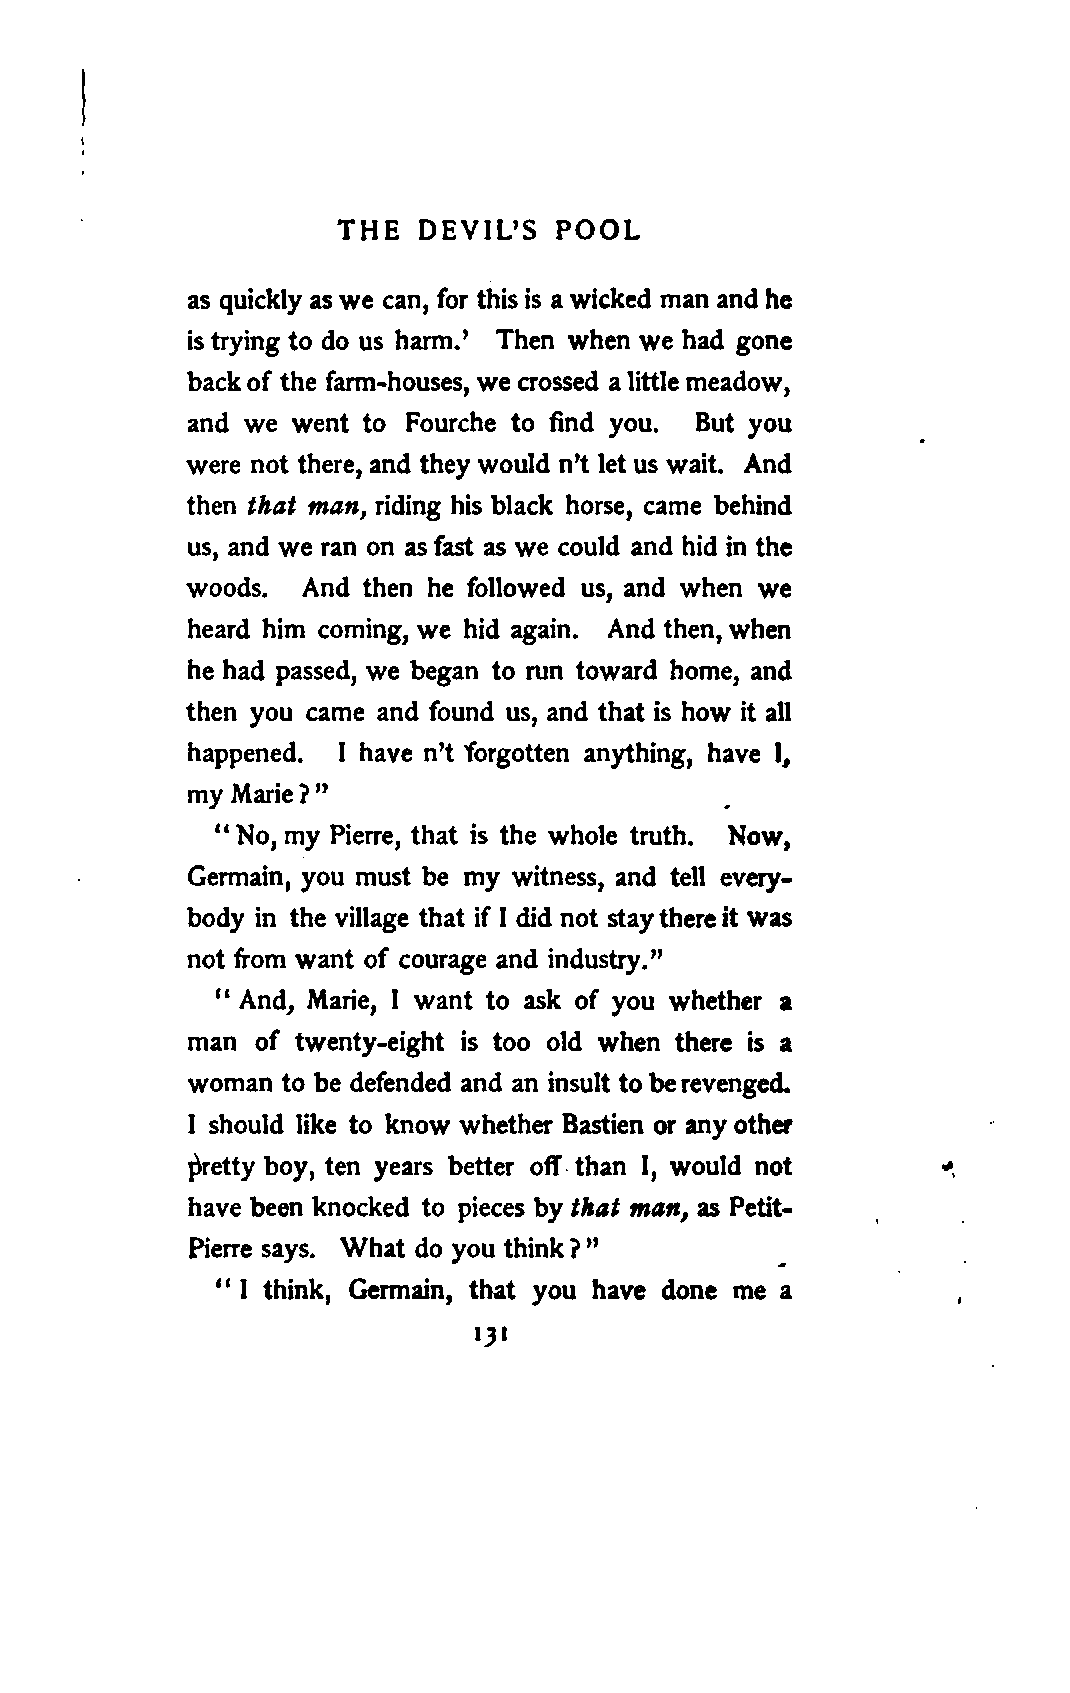 THE DEVIL'S POOL
as quickly as we can, for this is a wicked man and he
is trying to do us harm.' Then when we had gone
back of the farm-houses, we crossed a little meadow,
and we went to Fourche to find you. But you
were not there, and they would n't let us wait. And
then that man, riding his black horse, came behind
us, and we ran on as fast as we could and hid in the
woods. And then he followed us, and when we
heard him coming, we hid again. And then, when
he had passed, we began to run toward home, and
then you came and found us, and that is how it all
happened. I have n't forgotten anything, have I,
my Marie?"
"No, my Pierre, that is the whole truth. Now,
Germain, you must be my witness, and tell every-
body in the village that if I did not stay there it was
not from want of courage and industry."
"And, Marie, I want to ask of you whether a
man of twenty-eight is too old when there is a
woman to be defended and an insult to be revenged.
I should like to know whether Bastien or any other
pretty boy, ten years better off than I, would not
have been knocked to pieces by that man, as Petit-
Pierre says. What do you think?"
"I think, Germain, that you have done me a
131